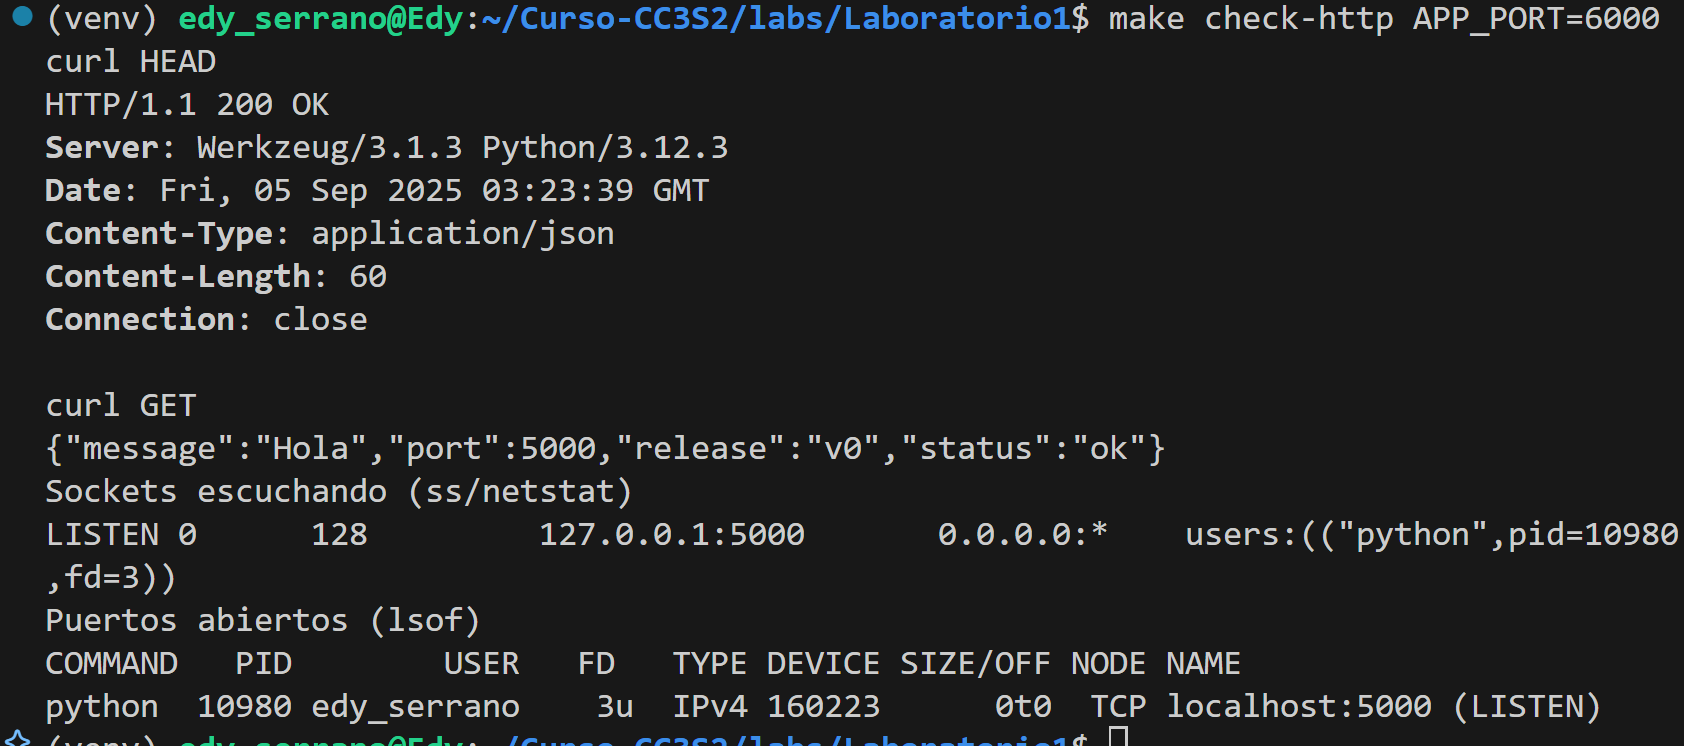 (venv) edy_serrano@Edy:~/Curso-CC3S2/labs/Laboratorio1$ make check-http APP_PORT=6000
curl HEAD
HTTP/1.1 200 OK
Server: Werkzeug/3.1.3 Python/3.12.3
Date: Fri, 05 Sep 2025 03:23:39 GMT
Content-Type: application/json
Content-Length: 60
Connection: close
curl GET
{"message":"Hola","port":5000,"release":"v0","status":"ok"}
Sockets escuchando (ss/netstat)
LISTEN 0      128         127.0.0.1:5000       0.0.0.0:*    users:(("python",pid=10980
,fd=3))
Puertos abiertos (lsof)
COMMAND   PID        USER   FD   TYPE DEVICE SIZE/OFF NODE NAME
python  10980 edy_serrano    3u  IPv4 160223      0t0  TCP localhost:5000 (LISTEN)
(venv) edy_serrano@Edy:~/Curso-CC3S2/labs/Laboratorio1$